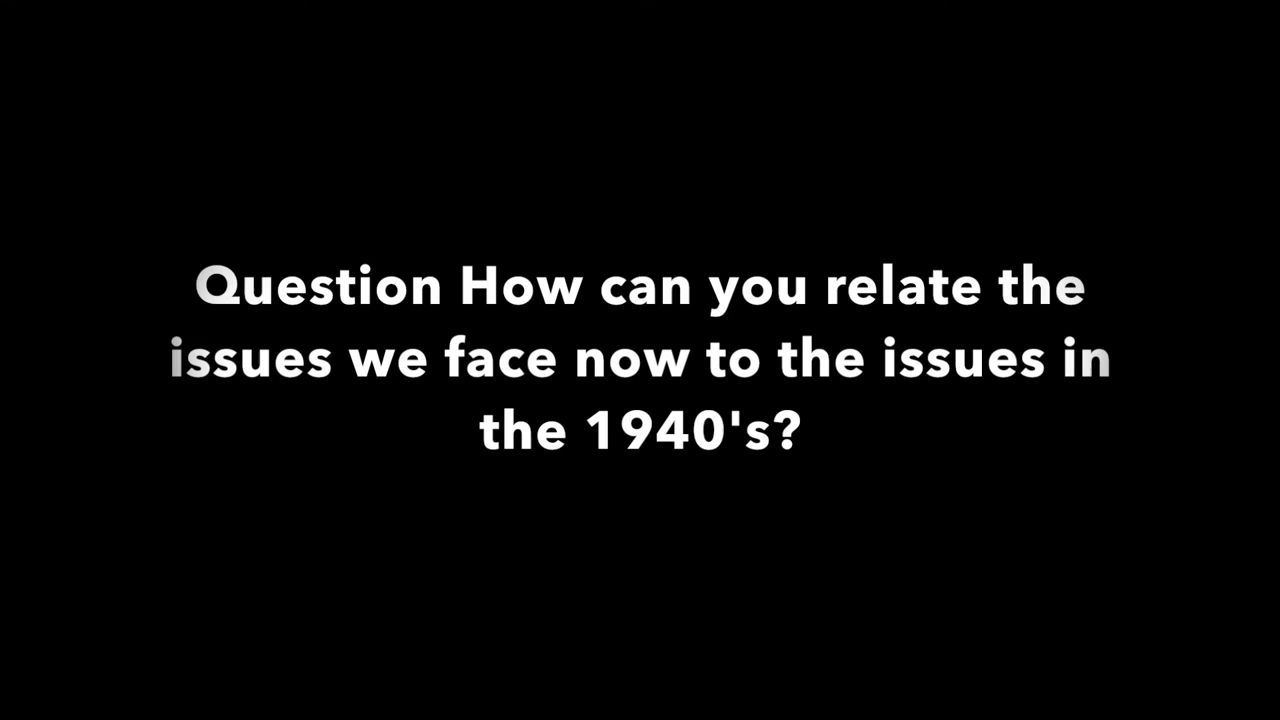 Question How can you relate the
issues we face now to the issues in
the 1940's?